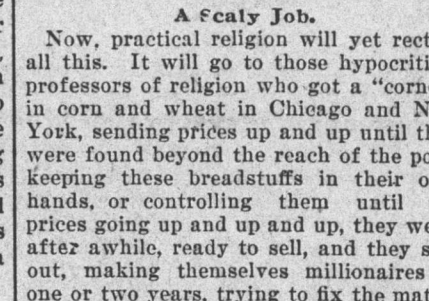 A Scaly Job.
Now, practical religion will yet rect
all this. It will go to those hypocriti
professors of religion who got a "corn
in corn and wheat in Chicago and N
York, sending prices up and up until th
were found beyond the reach of the po
keeping these breadstuffs in their o
hands, or controlling them until
prices going up and up and up, they we
after awhile, ready to sell, and they s
out, making themselves millionaires
one or two years, trying to fix the mat